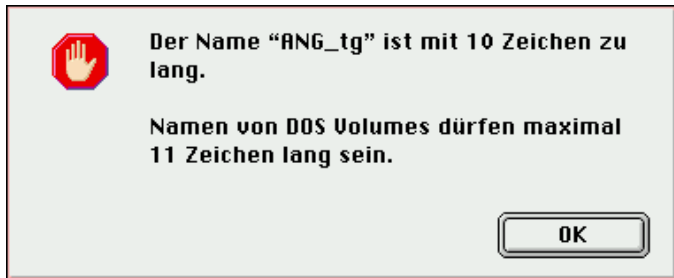 Der Name “ANG_tg” ist mit 10 Zeichen zu
lang.
Namen von DOS Volumes dürfen maximal
11 Zeichen lang sein.
OK